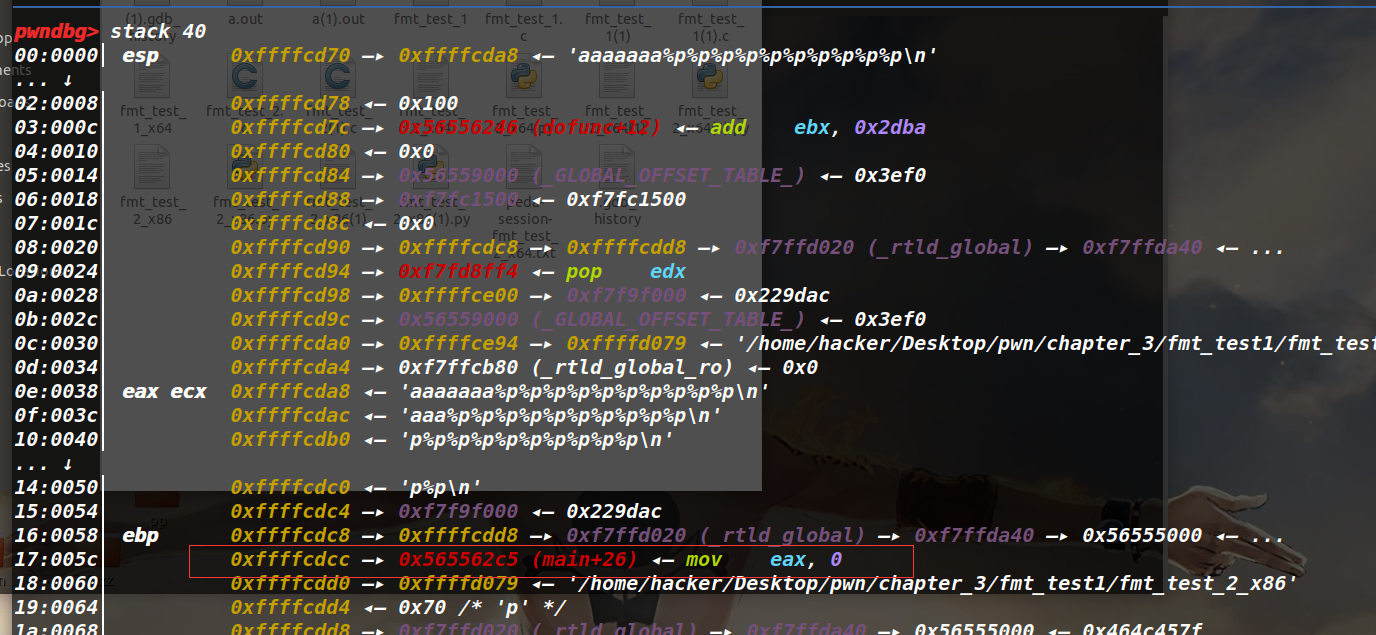 pwndbg> stack 40
00:0000│ esp 0xffffcd70 —▸ 0xffffcda8 ◂— 'aaaaaaa%p%p%p%p%p%p%p%p%p%p\n'
... ↓
02:0008│ 0xffffcd78 ◂— 0x100
03:000c│ 0xffffcd7c —▸ 0x56556246 (dofunc+12) ◂— add ebx, 0x2dba
04:0010│ 0xffffcd80 ◂— 0x0
05:0014│ 0xffffcd84 —▸ 0x56559000 (_GLOBAL_OFFSET_TABLE_) ◂— 0x3ef0
06:0018│ 0xffffcd88 —▸ 0xf7fc1500 ◂— 0xf7fc1500
07:001c│ 0xffffcd8c ◂— 0x0
08:0020│ 0xffffcd90 —▸ 0xffffcdc8 —▸ 0xffffcdd8 —▸ 0xf7ffd020 (_rtld_global) —▸ 0xf7ffda40 ◂— ...
09:0024│ 0xffffcd94 —▸ 0xf7fd8ff4 ◂— pop edx
0a:0028│ 0xffffcd98 —▸ 0xffffce00 —▸ 0xf7f9f000 ◂— 0x229dac
0b:002c│ 0xffffcd9c —▸ 0x56559000 (_GLOBAL_OFFSET_TABLE_) ◂— 0x3ef0
0c:0030│ 0xffffcda0 —▸ 0xffffce94 —▸ 0xffffd079 ◂— '/home/hacker/Desktop/pwn/chapter_3/fmt_test1/fmt_test
0d:0034│ 0xffffcda4 —▸ 0xf7ffcb80 (_rtld_global_ro) ◂— 0x0
0e:0038│ eax ecx 0xffffcda8 ◂— 'aaaaaaa%p%p%p%p%p%p%p%p%p%p\n'
0f:003c│ 0xffffcdac ◂— 'aaa%p%p%p%p%p%p%p%p%p%p\n'
10:0040│ 0xffffcdb0 ◂— 'p%p%p%p%p%p%p%p%p%p\n'
... ↓
14:0050│ 0xffffcdc0 ◂— 'p%p\n'
15:0054│ 0xffffcdc4 —▸ 0xf7f9f000 ◂— 0x229dac
16:0058│ ebp 0xffffcdc8 —▸ 0xffffcdd8 —▸ 0xf7ffd020 (_rtld_global) —▸ 0xf7ffda40 —▸ 0x56555000 ◂— ...
17:005c│ 0xffffcdcc —▸ 0x565562c5 (main+26) ◂— mov eax, 0
18:0060│ 0xffffcdd0 —▸ 0xffffd079 ◂— '/home/hacker/Desktop/pwn/chapter_3/fmt_test1/fmt_test_2_x86'
19:0064│ 0xffffcdd4 ◂— 0x70 /* 'p' */
1a:0068│ 0xffffcdd8 —▸ 0xf7ffd020 (_rtld_global) —▸ 0xf7ffda40 —▸ 0x56555000 ◂— 0x464c457f